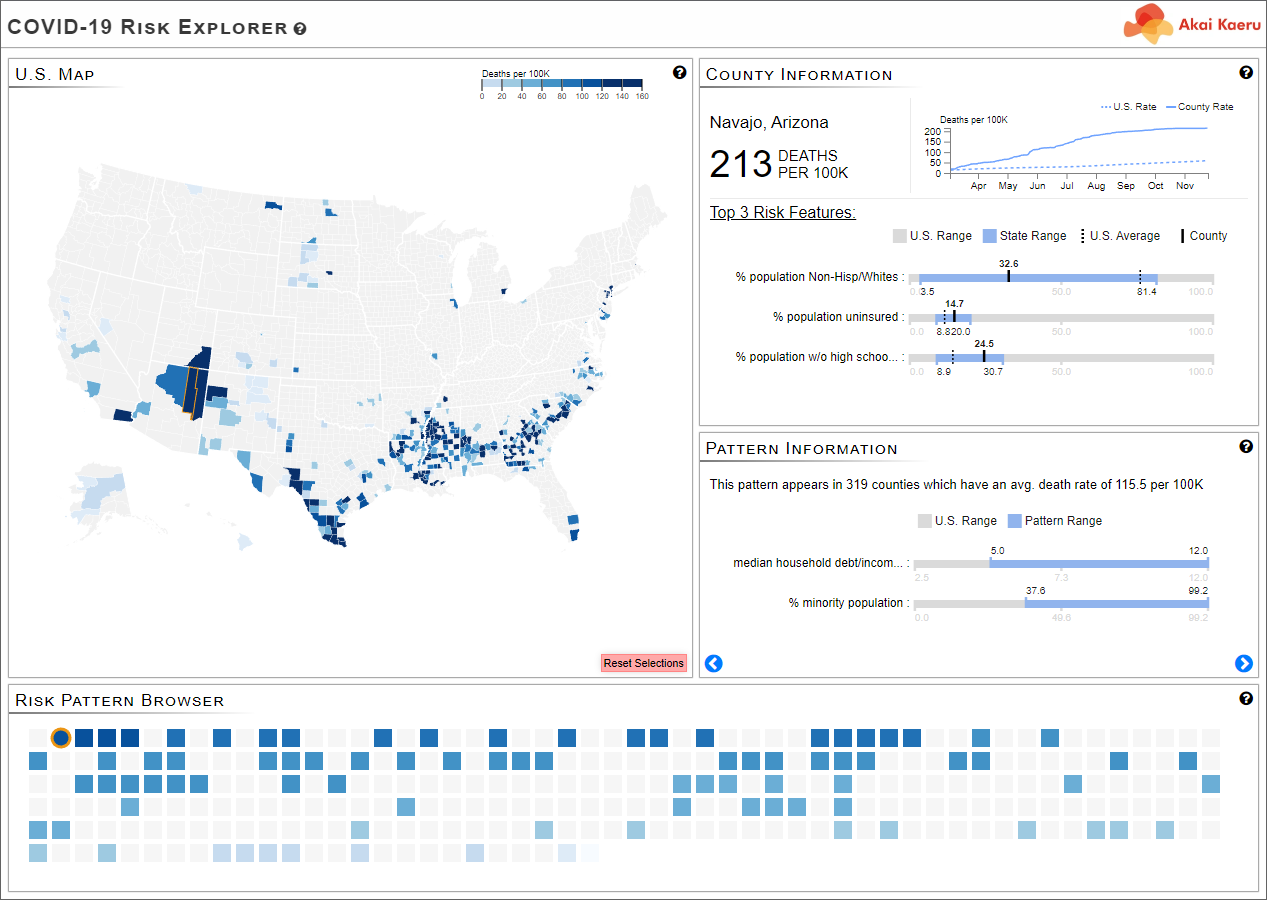 COVID-19 Risk Explorer ?
Akai Kaeru
U.S. Map
Deaths per 100K
0 20 40 60 80 100 120 140 160
?
Reset Selections
County Information ?
Navajo, Arizona
213 DEATHS
PER 100K
U.S. Rate County Rate
Deaths per 100K
200
150
100
50
0
Apr May Jun Jul Aug Sep Oct Nov
Top 3 Risk Features:
U.S. Range State Range U.S. Average County
32.6
% population Non-Hisp/Whites :
0.0 3.5 50.0 81.4 100.0
14.7
% population uninsured :
0.0 8.8 20.0 50.0 100.0
24.5
% population w/o high schoo... :
0.0 8.9 30.7 50.0 100.0
Pattern Information ?
This pattern appears in 319 counties which have an avg. death rate of 115.5 per 100K
U.S. Range Pattern Range
5.0 12.0
median household debt/incom... :
2.5 7.3 12.0
37.6 99.2
% minority population :
0.0 49.6 99.2
Risk Pattern Browser ?